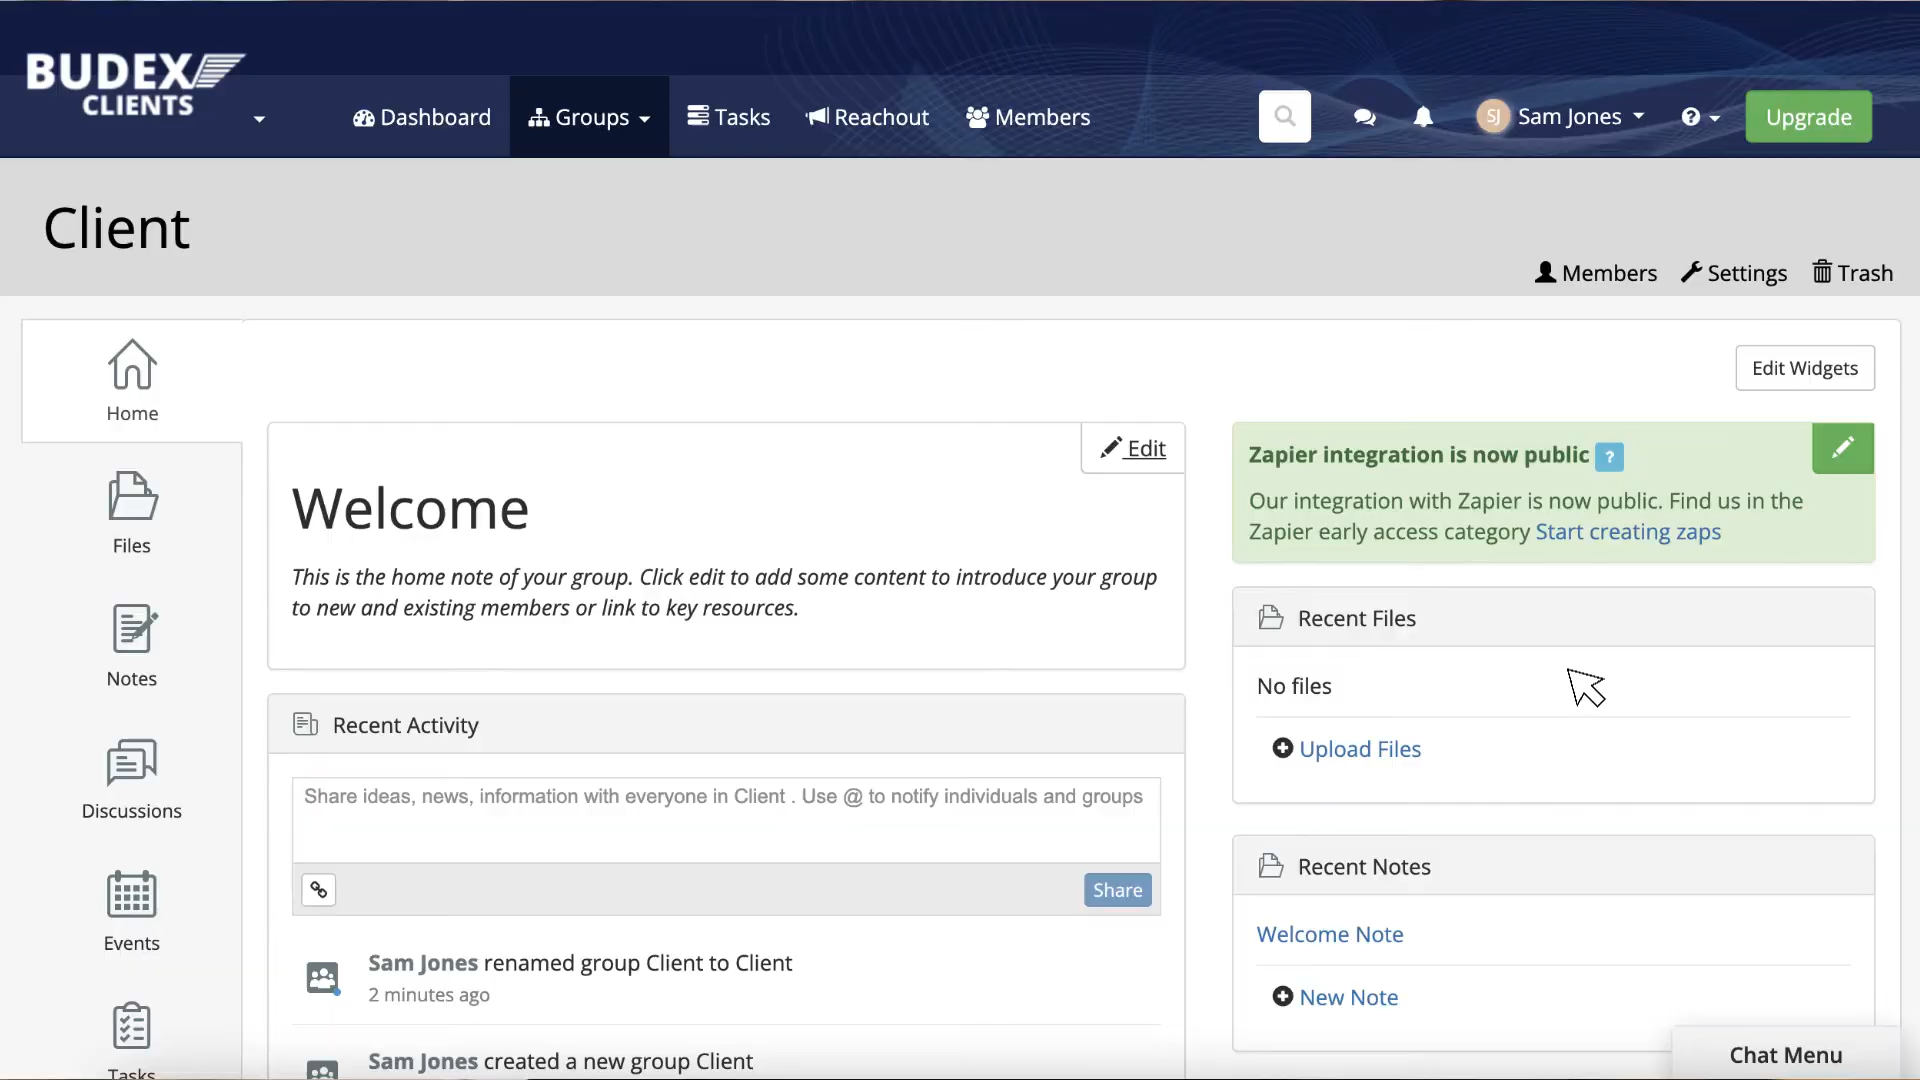 BUDEX
CLIENTS
Dashboard
Groups
Tasks
Reachout
Members
SJ
Sam Jones
?
Upgrade
Client
Members
Settings
Trash
Home
Files
Notes
Discussions
Events
Tasks
Edit Widgets
Edit
Welcome
This is the home note of your group. Click edit to add some content to introduce your group
to new and existing members or link to key resources.
Recent Activity
Share ideas, news, information with everyone in Client . Use @ to notify individuals and groups
Share
Sam Jones renamed group Client to Client
2 minutes ago
Sam Jones created a new group Client
Zapier integration is now public ?
Our integration with Zapier is now public. Find us in the
Zapier early access category Start creating zaps
Recent Files
No files
Upload Files
Recent Notes
Welcome Note
New Note
Chat Menu